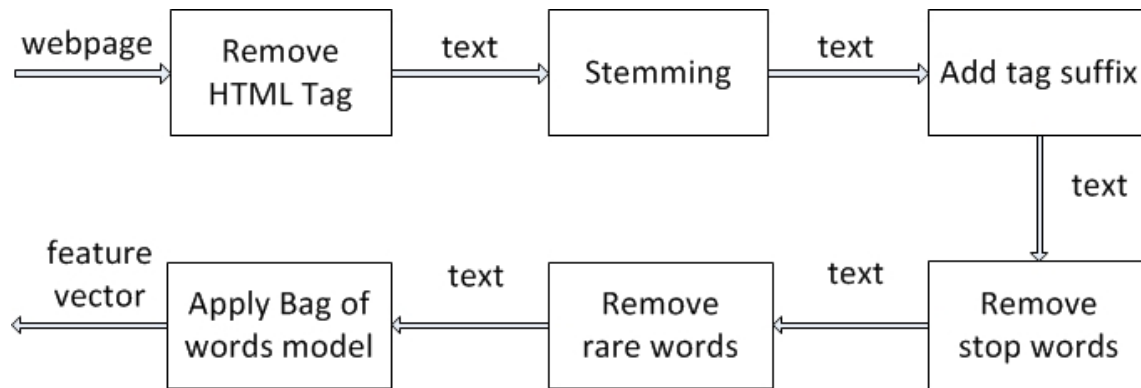 webpage
Remove
HTML Tag
text
Stemming
text
Add tag suffix
text
Remove
stop words
text
Remove
rare words
text
Apply Bag of
words model
feature
vector